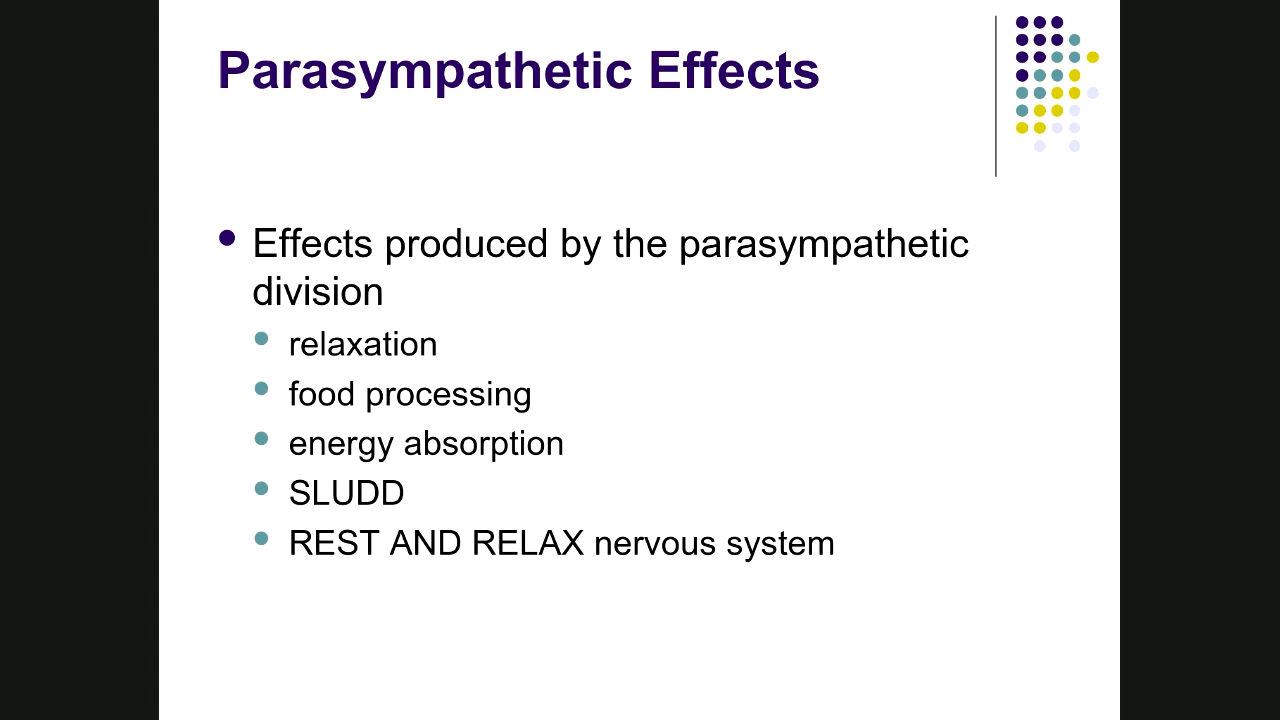 Parasympathetic Effects
Effects produced by the parasympathetic
division
relaxation
food processing
energy absorption
SLUDD
REST AND RELAX nervous system